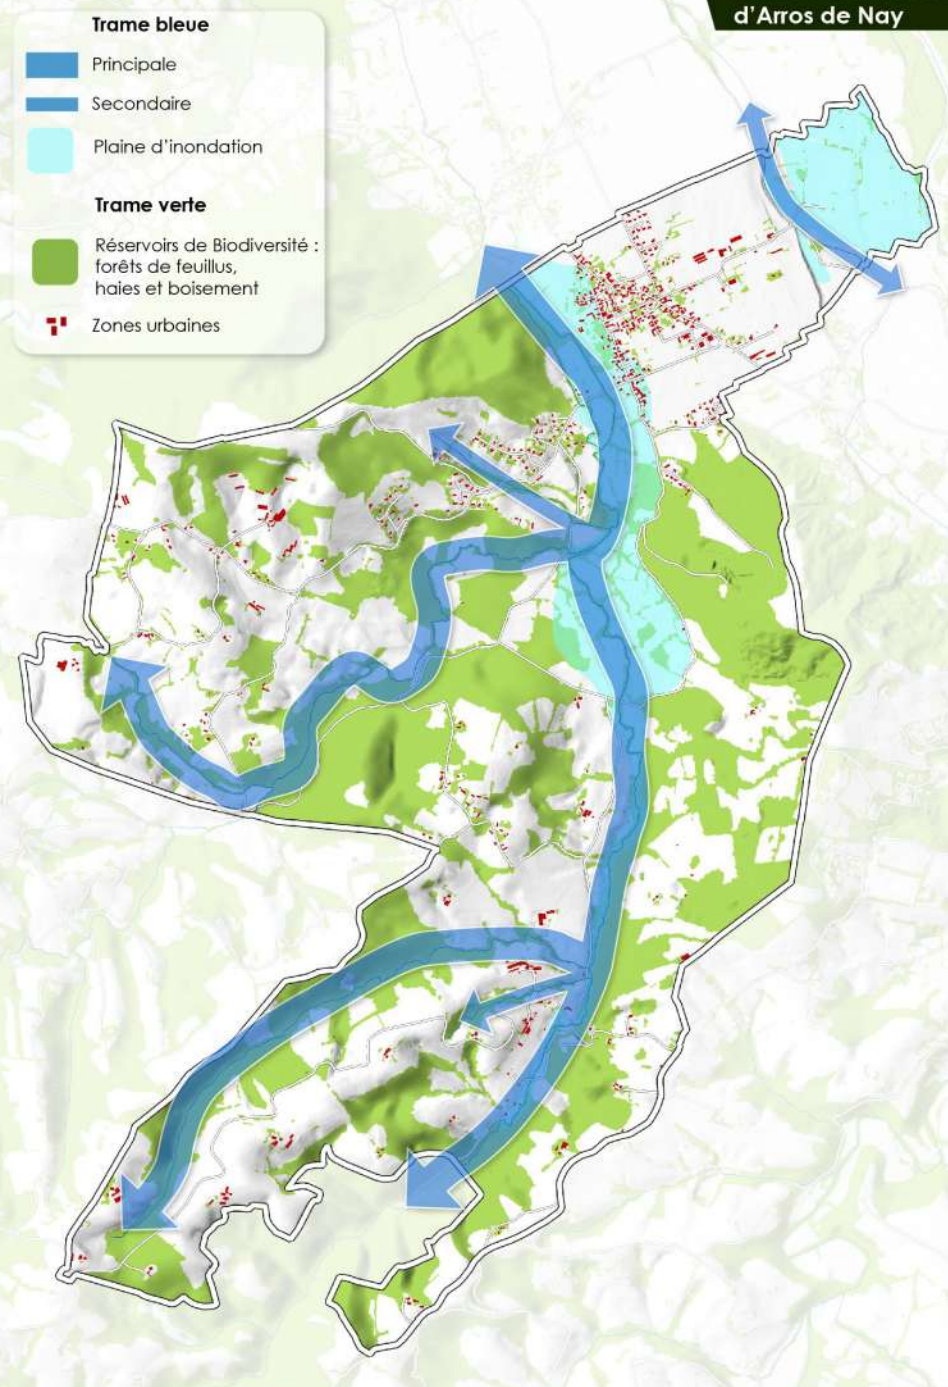 d'Arros de Nay
Trame bleue
Principale
Secondaire
Plaine d'inondation
Trame verte
Réservoirs de Biodiversité :
forêts de feuillus,
haies et boisement
Zones urbaines